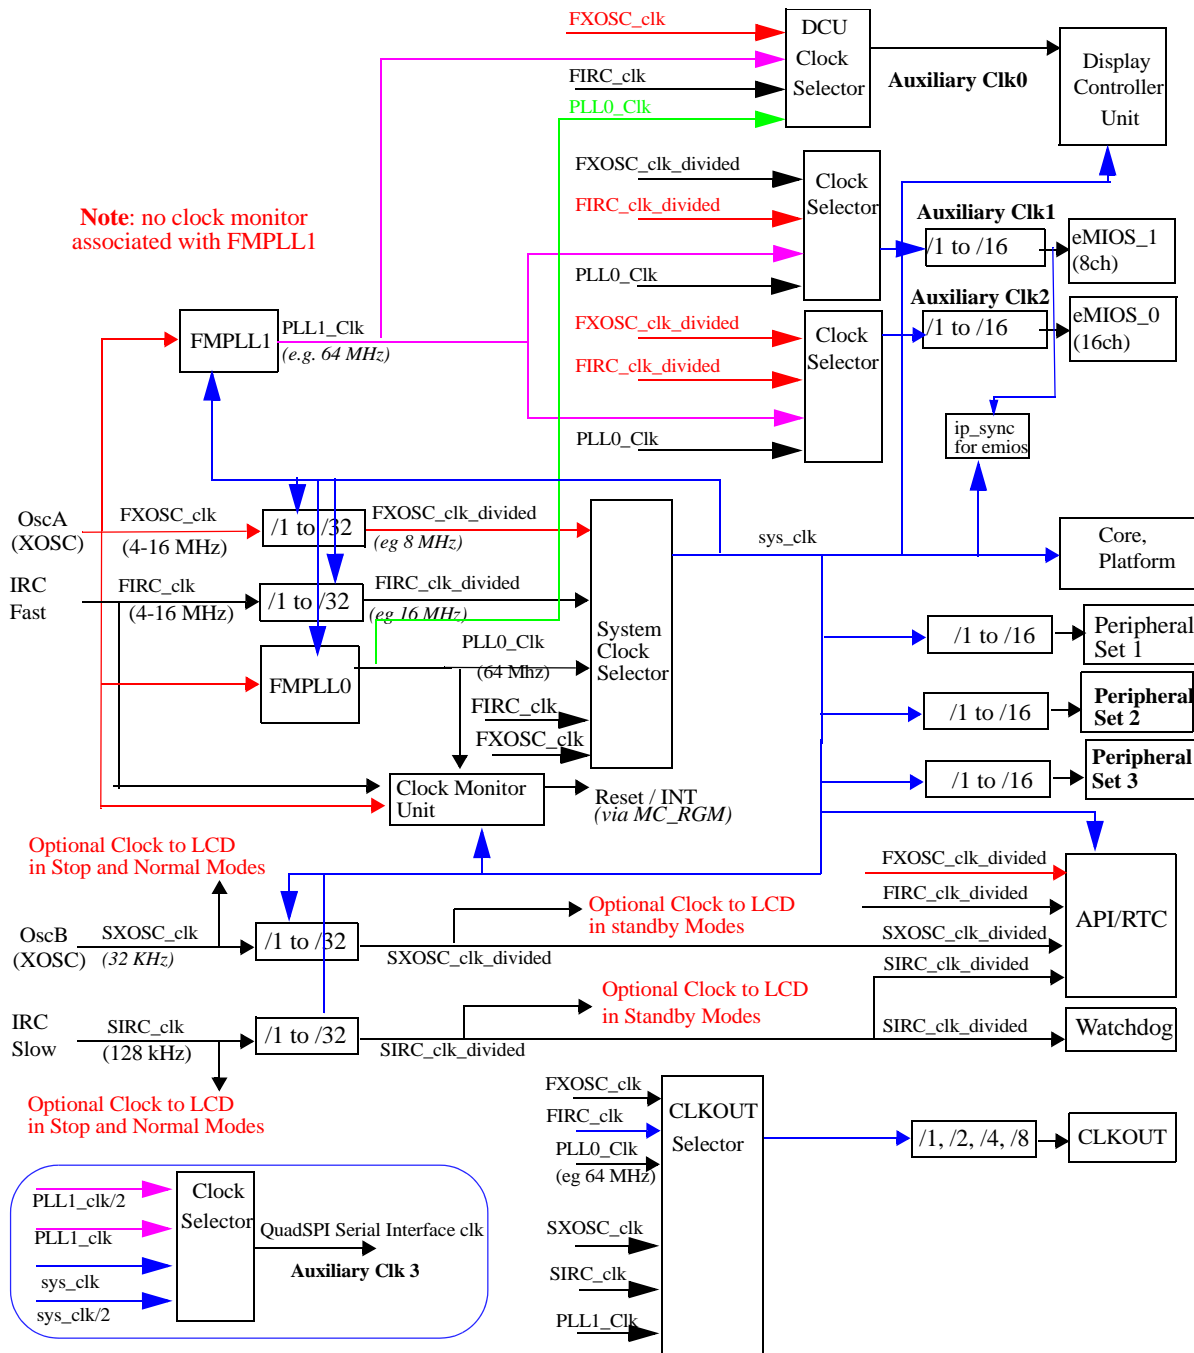 FXOSC_clk
DCU
Clock
Selector
FIRC_clk
PLL0_Clk
Auxiliary Clk0
Display
Controller
Unit
FXOSC_clk_divided
Clock
Selector
FIRC_clk_divided
PLL0_Clk
Note: no clock monitor
associated with FMPLL1
Auxiliary Clk1
/1 to /16
eMIOS_1
(8ch)
Auxiliary Clk2
/1 to /16
eMIOS_0
(16ch)
FMPLL1
PLL1_Clk
(e.g. 64 MHz)
FXOSC_clk_divided
Clock
Selector
FIRC_clk_divided
PLL0_Clk
ip_sync
for emios
OscA
(XOSC)
FXOSC_clk
(4-16 MHz)
/1 to /32
FXOSC_clk_divided
(eg 8 MHz)
sys_clk
Core,
Platform
IRC
Fast
FIRC_clk
(4-16 MHz)
/1 to /32
FIRC_clk_divided
(eg 16 MHz)
System
Clock
Selector
FMPLL0
PLL0_Clk
(64 Mhz)
FIRC_clk
FXOSC_clk
/1 to /16
Peripheral
Set 1
/1 to /16
Peripheral
Set 2
/1 to /16
Peripheral
Set 3
Clock Monitor
Unit
Reset / INT
(via MC_RGM)
Optional Clock to LCD
in Stop and Normal Modes
OscB
(XOSC)
SXOSC_clk
(32 KHz)
/1 to /32
SXOSC_clk_divided
Optional Clock to LCD
in standby Modes
FXOSC_clk_divided
FIRC_clk_divided
SXOSC_clk_divided
SIRC_clk_divided
API/RTC
IRC
Slow
SIRC_clk
(128 kHz)
/1 to /32
SIRC_clk_divided
Optional Clock to LCD
in Standby Modes
SIRC_clk_divided
Watchdog
Optional Clock to LCD
in Stop and Normal Modes
FXOSC_clk
FIRC_clk
PLL0_Clk
(eg 64 MHz)
SXOSC_clk
SIRC_clk
PLL1_Clk
CLKOUT
Selector
/1, /2, /4, /8
CLKOUT
PLL1_clk/2
PLL1_clk
sys_clk
sys_clk/2
Clock
Selector
QuadSPI Serial Interface clk
Auxiliary Clk 3